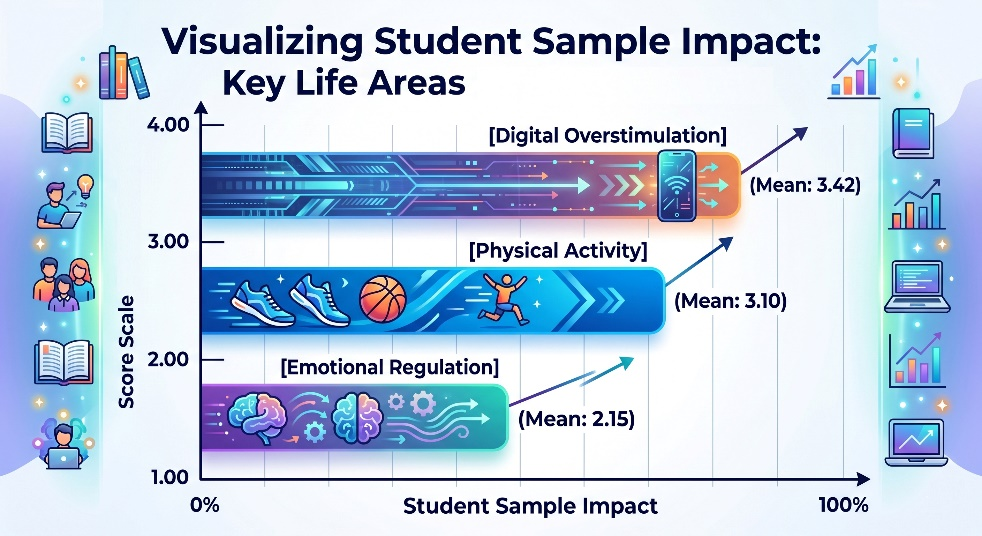 Visualizing Student Sample Impact:
Key Life Areas
4.00
[Digital Overstimulation]
(Mean: 3.42)
3.00
[Physical Activity]
(Mean: 3.10)
Score Scale
2.00
[Emotional Regulation]
(Mean: 2.15)
1.00
0%
Student Sample Impact
100%